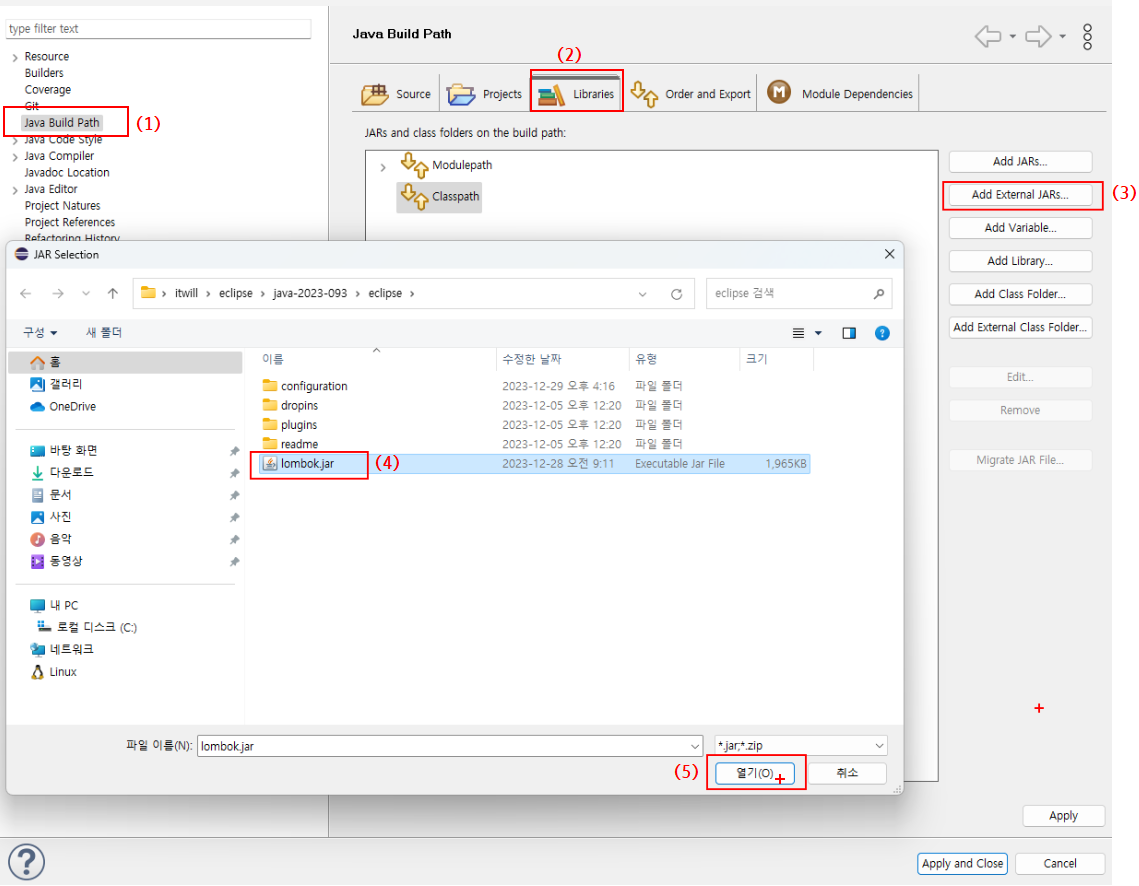 type filter text
Resource
Builders
Coverage
Git
Java Build Path
(1)
Java Code Style
Java Compiler
Javadoc Location
Java Editor
Project Natures
Project References
Refactoring History
Java Build Path
(2)
Source
Projects
Libraries
Order and Export
M
Module Dependencies
JARs and class folders on the build path:
Modulepath
Classpath
Add JARs...
Add External JARs...
(3)
Add Variable...
Add Library...
Add Class Folder...
Add External Class Folder...
Edit...
Remove
Migrate JAR File...
JAR Selection
itwill > eclipse > java-2023-093 > eclipse >
eclipse 검색
구성
새 폴더
홈
갤러리
OneDrive
바탕 화면
다운로드
문서
사진
음악
동영상
내 PC
로컬 디스크 (C:)
네트워크
Linux
이름 수정한 날짜 유형 크기
configuration 2023-12-29 오후 4:16 파일 폴더
dropins 2023-12-05 오후 12:20 파일 폴더
plugins 2023-12-05 오후 12:20 파일 폴더
readme 2023-12-05 오후 12:20 파일 폴더
lombok.jar (4) 2023-12-28 오전 9:11 Executable Jar File 1,965KB
파일 이름(N): lombok.jar
*.jar;*.zip
(5)
열기(O)
취소
Apply
Apply and Close
Cancel